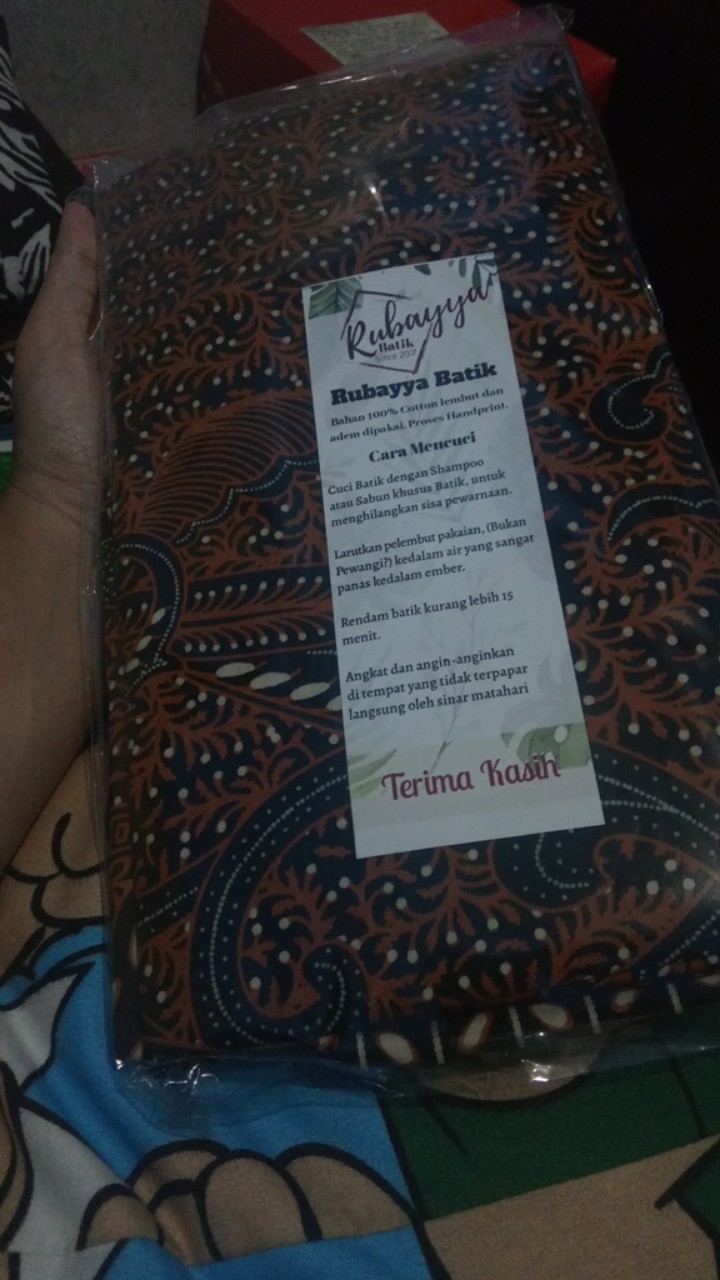 Rubayya
Batik
Since 2017
Rubayya Batik
Bahan 100% Cotton lembut dan
adem dipakai. Proses Handprint.
Cara Mencuci
Cuci Batik dengan Shampoo
atau Sabun khusus Batik, untuk
menghilangkan sisa pewarnaan.
Larutkan pelembut pakaian, (Bukan
Pewangi?) kedalam air yang sangat
panas kedalam ember.
Rendam batik kurang lebih 15
menit.
Angkat dan angin-anginkan
di tempat yang tidak terpapar
langsung oleh sinar matahari
Terima Kasih